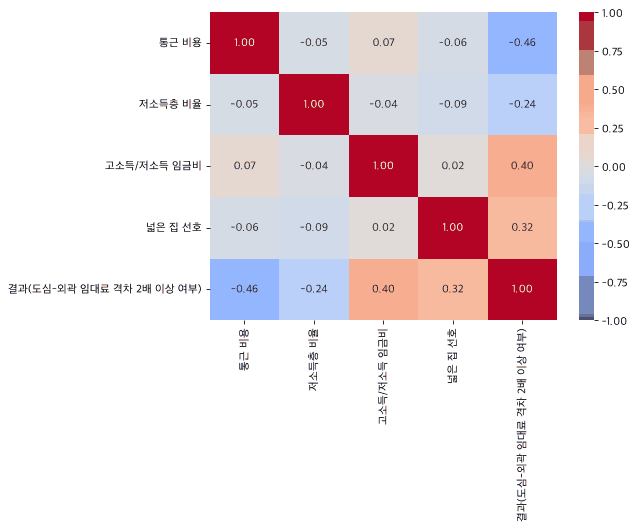 통근 비용
1.00 -0.05 0.07 -0.06 -0.46
저소득층 비율
-0.05 1.00 -0.04 -0.09 -0.24
고소득/저소득 임금비
0.07 -0.04 1.00 0.02 0.40
넓은 집 선호
-0.06 -0.09 0.02 1.00 0.32
결과(도심-외곽 임대료 격차 2배 이상 여부)
-0.46 -0.24 0.40 0.32 1.00
통근 비용
저소득층 비율
고소득/저소득 임금비
넓은 집 선호
결과(도심-외곽 임대료 격차 2배 이상 여부)
1.00
0.75
0.50
0.25
0.00
-0.25
-0.50
-0.75
-1.00